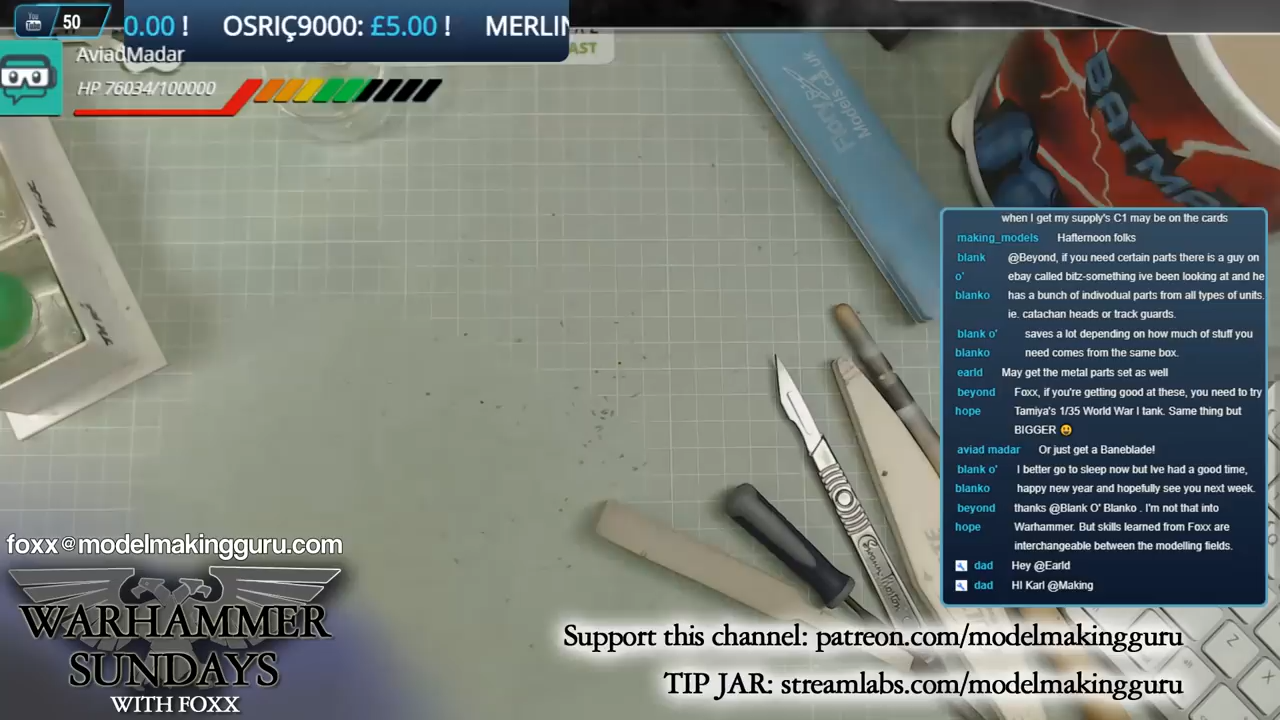 You
Tube
50
0.00 ! OSRIÇ9000: £5.00 ! MERLIN
AST
AviadMadar
HP 76034/100000
Models.co.uk
BATMA
when I get my supply's C1 may be on the cards
making_models Hafternoon folks
blank @Beyond, if you need certain parts there is a guy on
o' ebay called bitz-something ive been looking at and he
blanko has a bunch of indivodual parts from all types of units.
ie. catachan heads or track guards.
blank o' saves a lot depending on how much of stuff you
blanko need comes from the same box.
earld May get the metal parts set as well
beyond Foxx, if you're getting good at these, you need to try
hope Tamiya's 1/35 World War I tank. Same thing but
BIGGER 😃
aviad madar Or just get a Baneblade!
blank o' I better go to sleep now but Ive had a good time,
blanko happy new year and hopefully see you next week.
beyond thanks @Blank O' Blanko . I'm not that into
hope Warhammer. But skills learned from Foxx are
interchangeable between the modelling fields.
dad Hey @Earld
dad HI Karl @Making
foxx@modelmakingguru.com
WARHAMMER
SUNDAYS
WITH FOXX
Support this channel: patreon.com/modelmakingguru
TIP JAR: streamlabs.com/modelmakingguru
Z
X